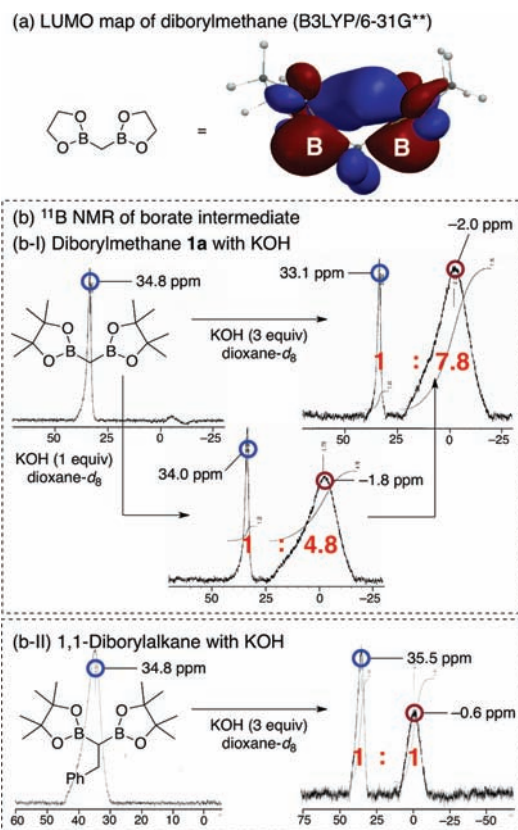 (a) LUMO map of diborylmethane (B3LYP/6-31G**)
O O
B B
O O
=
B B
(b) ¹¹B NMR of borate intermediate
(b-I) Diborylmethane 1a with KOH
34.8 ppm
O O
B B
O O
50 25 0 −25
KOH (3 equiv)
dioxane-d8
33.1 ppm
−2.0 ppm
1 : 7.8
50 25 0 −25
KOH (1 equiv)
dioxane-d8
34.0 ppm
−1.8 ppm
1 : 4.8
50 25 0 −25
(b-II) 1,1-Diborylalkane with KOH
34.8 ppm
O O
B B
O O
Ph
60 50 40 30 20 10 0
KOH (3 equiv)
dioxane-d8
35.5 ppm
−0.6 ppm
1 : 1
75 50 25 0 −25 −50